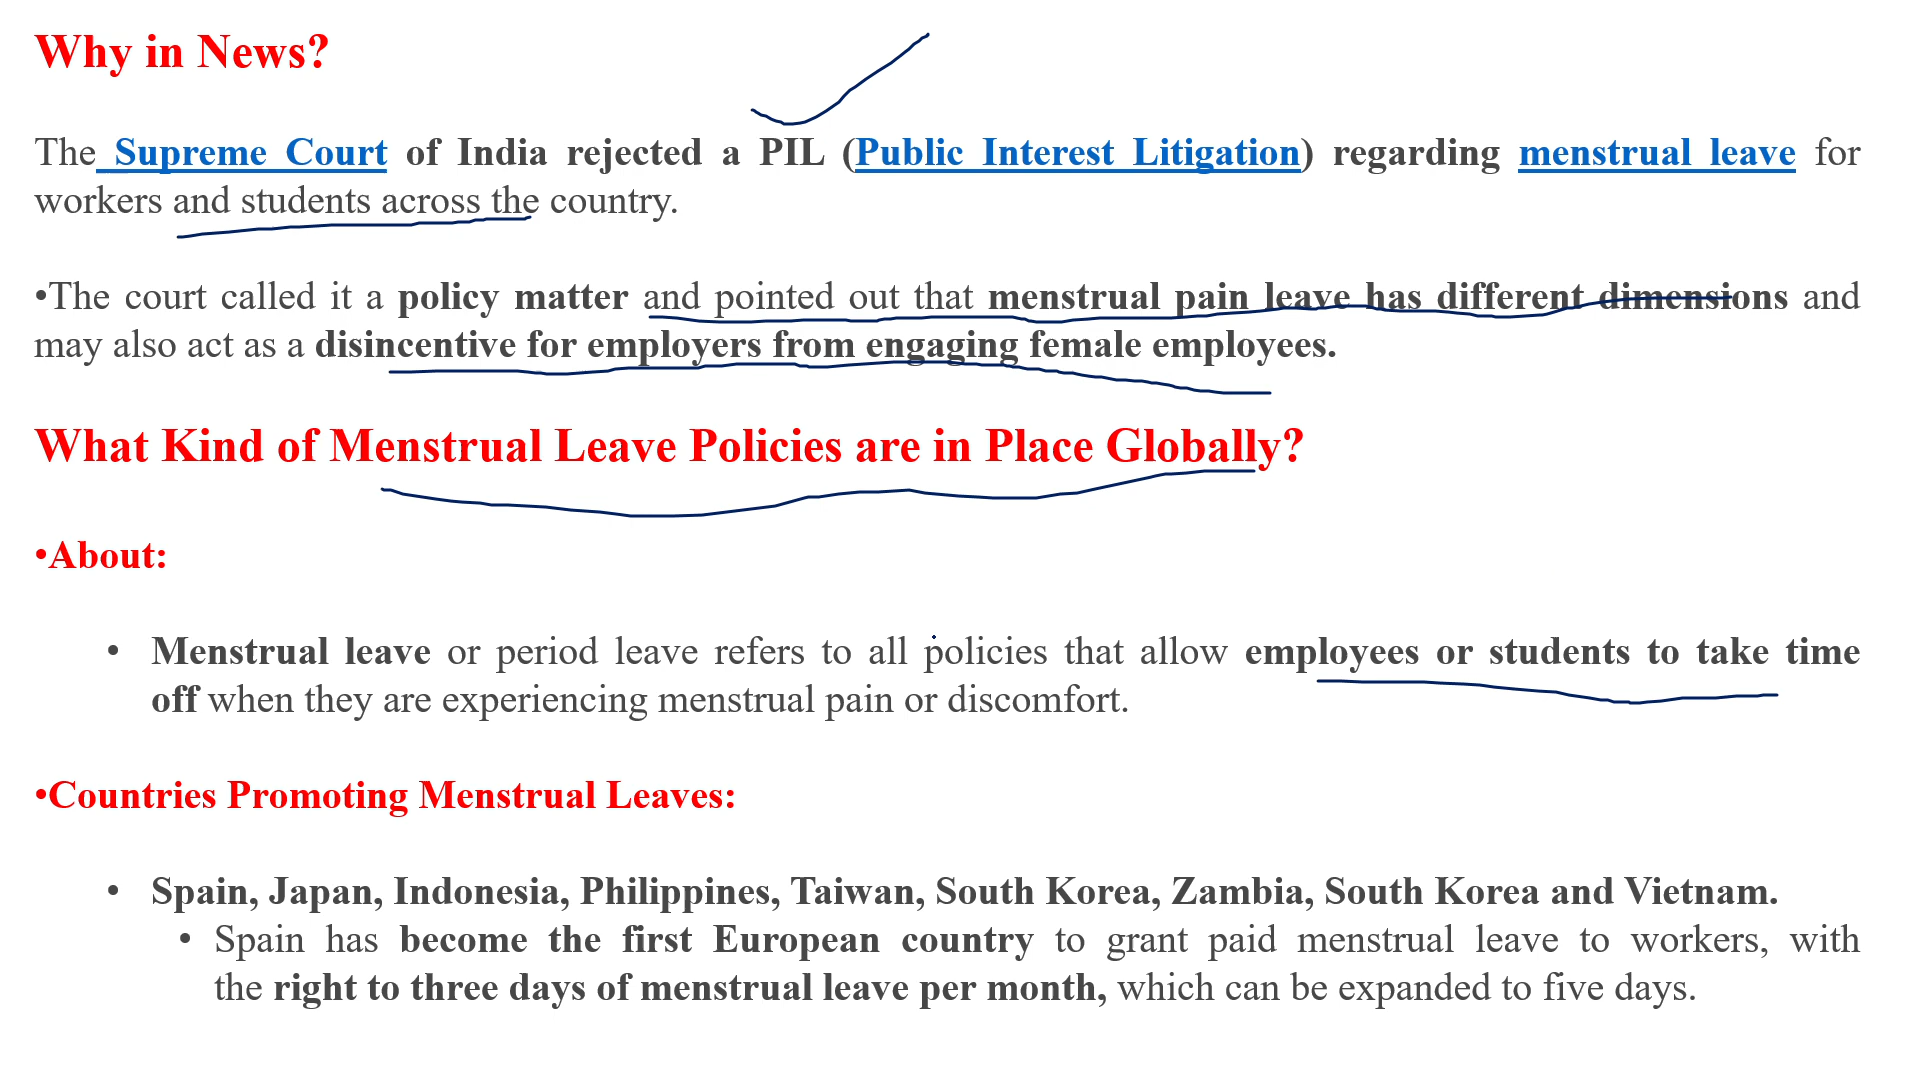 Why in News?
The Supreme Court of India rejected a PIL (Public Interest Litigation) regarding menstrual leave for
workers and students across the country.
•The court called it a policy matter and pointed out that menstrual pain leave has different dimensions and
may also act as a disincentive for employers from engaging female employees.
What Kind of Menstrual Leave Policies are in Place Globally?
•About:
• Menstrual leave or period leave refers to all policies that allow employees or students to take time
off when they are experiencing menstrual pain or discomfort.
•Countries Promoting Menstrual Leaves:
• Spain, Japan, Indonesia, Philippines, Taiwan, South Korea, Zambia, South Korea and Vietnam.
• Spain has become the first European country to grant paid menstrual leave to workers, with
the right to three days of menstrual leave per month, which can be expanded to five days.